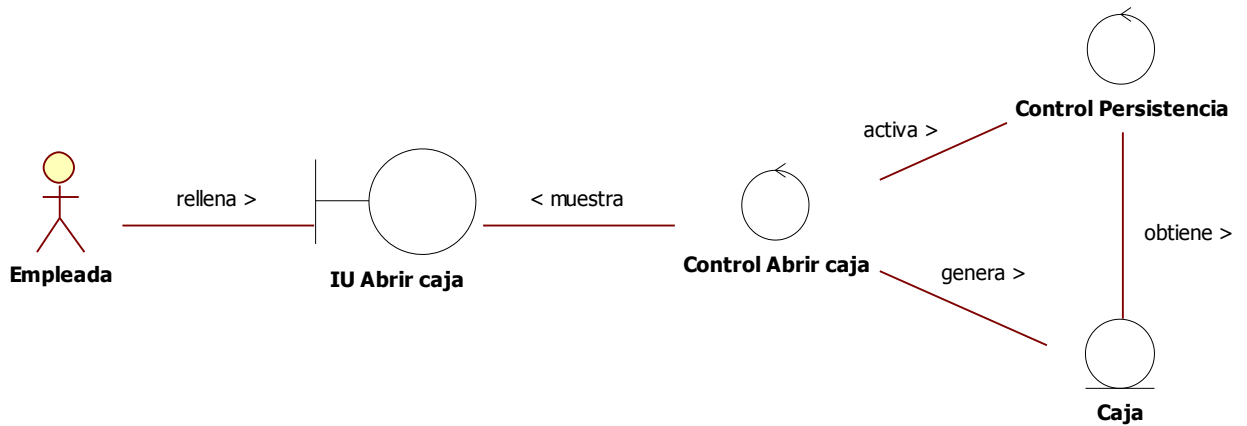 Control Persistencia
activa >
rellena >
< muestra
obtiene >
Empleada
IU Abrir caja
Control Abrir caja
genera >
Caja